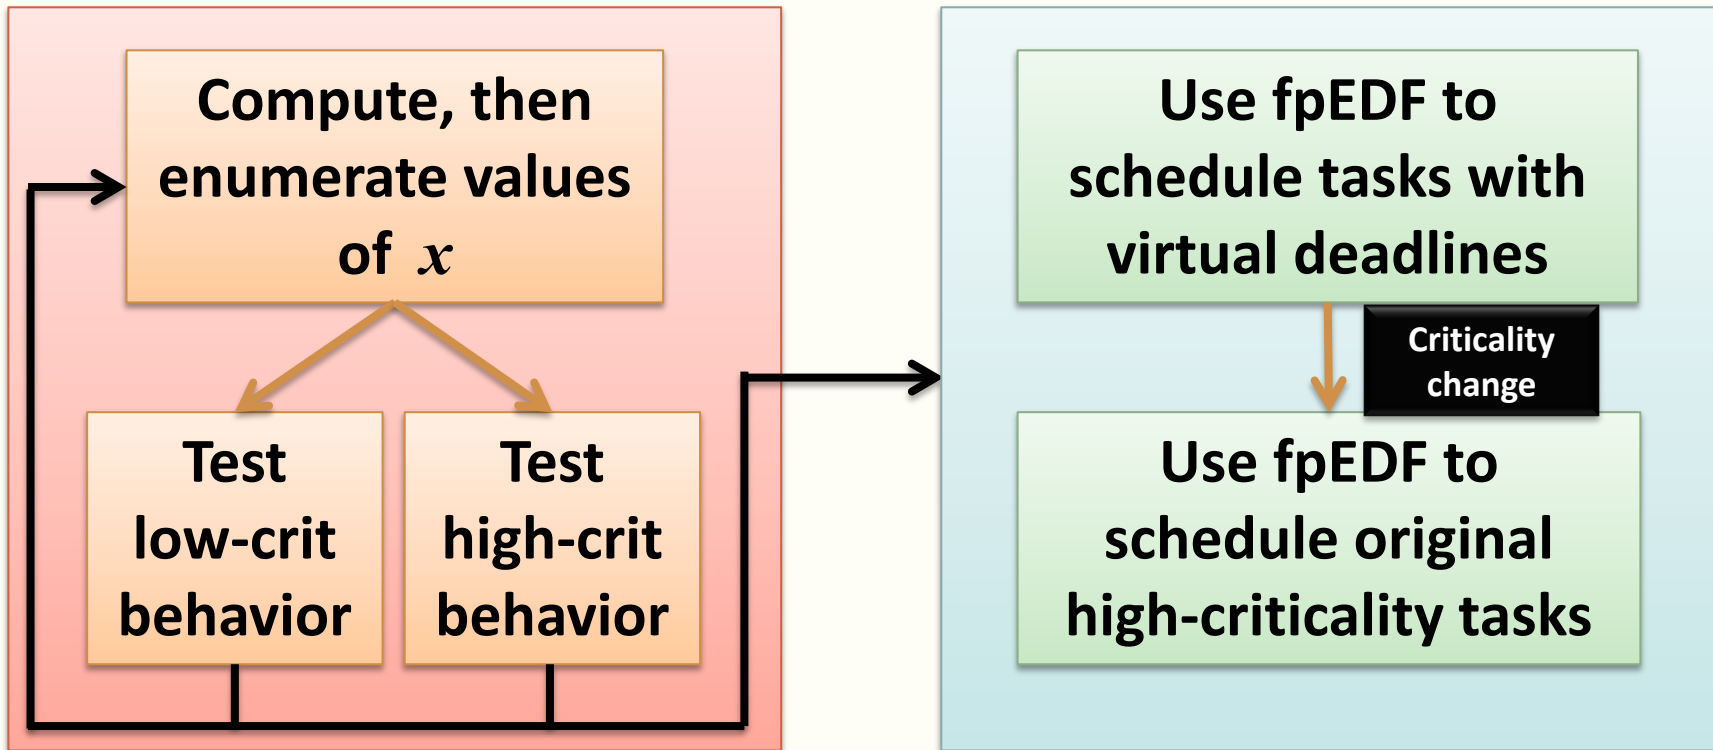 Compute, then
enumerate values
of x
Test
low-crit
behavior
Test
high-crit
behavior
Use fpEDF to
schedule tasks with
virtual deadlines
Criticality
change
Use fpEDF to
schedule original
high-criticality tasks